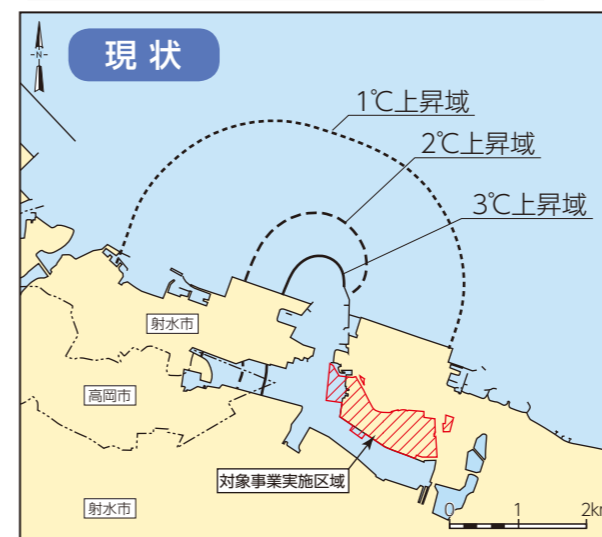 N
現状
1℃上昇域
2℃上昇域
3℃上昇域
射水市
高岡市
対象事業実施区域
射水市
0 1 2km